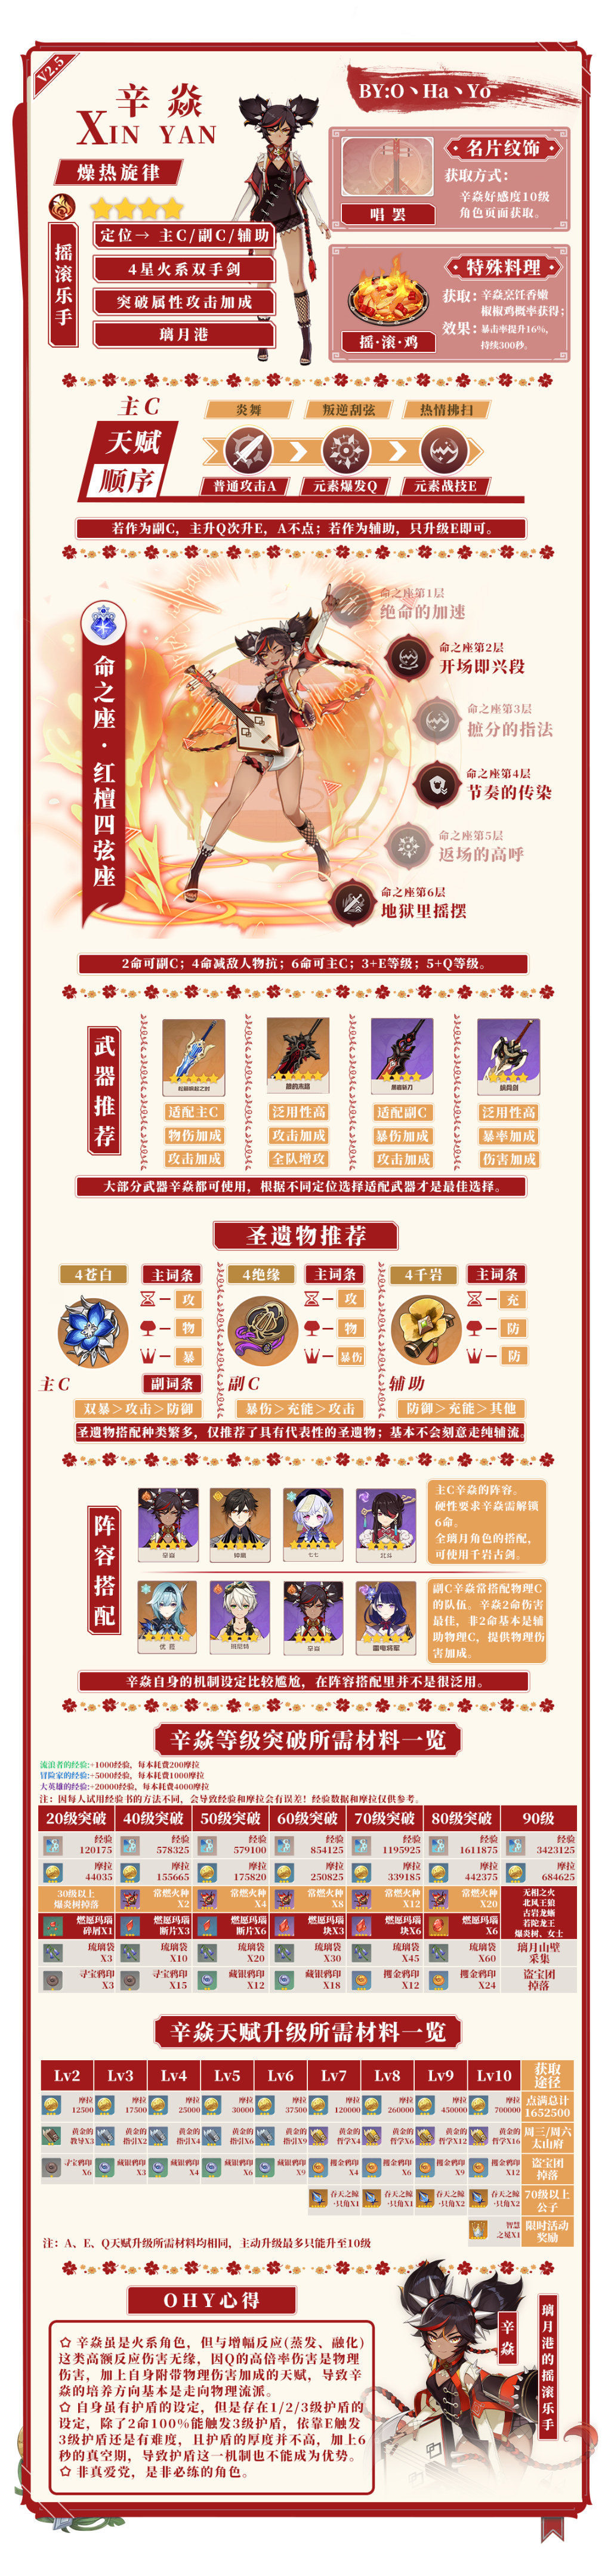 V2.5
辛 焱
XIN YAN
BY:O丶Ha丶Yo
燥热旋律
摇滚乐手
定位→ 主C/副C/辅助
4星火系双手剑
突破属性攻击加成
璃月港
名片纹饰
获取方式:
辛焱好感度10级
角色页面获取。
唱 罢
特殊料理
获取: 辛焱烹饪香嫩
椒椒鸡概率获得;
效果: 暴击率提升16%,
持续300秒。
摇·滚·鸡
主C
天赋
顺序
炎舞
叛逆刮弦
热情拂扫
普通攻击A
元素爆发Q
元素战技E
若作为副C, 主升Q次升E, A不点; 若作为辅助, 只升级E即可。
命之座·红檀四弦座
命之座第1层
绝命的加速
命之座第2层
开场即兴段
命之座第3层
摭分的指法
命之座第4层
节奏的传染
命之座第5层
返场的高呼
命之座第6层
地狱里摇摆
2命可副C; 4命减敌人物抗; 6命可主C; 3+E等级; 5+Q等级。
武器推荐
松籁响起之时
狼的末路
黑岩斩刀
螭骨剑
适配主C
泛用性高
适配副C
泛用性高
物伤加成
攻击加成
暴伤加成
暴率加成
攻击加成
全队增攻
攻击加成
伤害加成
大部分武器辛焱都可使用, 根据不同定位选择适配武器才是最佳选择。
圣遗物推荐
4苍白
主词条
4绝缘
主词条
4千岩
主词条
攻
攻
充
物
物
防
暴
暴伤
防
主C
副词条
副C
辅助
双暴>攻击>防御
暴伤>充能>攻击
防御>充能>其他
圣遗物搭配种类繁多, 仅推荐了具有代表性的圣遗物; 基本不会刻意走纯辅流。
阵容搭配
辛焱
钟离
七七
北斗
主C辛焱的阵容。
硬性要求辛焱需解锁
6命。
全璃月角色的搭配,
可使用千岩古剑。
优菈
班尼特
辛焱
雷电将军
副C辛焱常搭配物理C
的队伍。辛焱2命伤害
最佳, 非2命基本是辅
助物理C, 提供物理伤
害加成。
辛焱自身的机制设定比较尴尬, 在阵容搭配里并不是很泛用。
辛焱等级突破所需材料一览
流浪者的经验:+1000经验, 每本耗费200摩拉
冒险家的经验:+5000经验, 每本耗费1000摩拉
大英雄的经验:+20000经验, 每本耗费4000摩拉
注: 因每人试用经验书的方法不同, 会导致经验和摩拉会有误差! 经验数据和摩拉仅供参考。
20级突破 40级突破 50级突破 60级突破 70级突破 80级突破 90级
经验 经验 经验 经验 经验 经验 经验
120175 578325 579100 854125 1195925 1611875 3423125
摩拉 摩拉 摩拉 摩拉 摩拉 摩拉 摩拉
44035 155665 175820 250825 339185 442375 684625
30级以上 常燃火种 常燃火种 常燃火种 常燃火种 常燃火种
爆炎树掉落 X2 X4 X8 X12 X20
无相之火
北风王狼
古岩龙蜥
若陀龙王
爆炎树、女士
燃愿玛瑙 燃愿玛瑙 燃愿玛瑙 燃愿玛瑙 燃愿玛瑙 燃愿玛瑙
碎屑X1 断片X3 断片X6 块X3 块X6 X6
琉璃袋 琉璃袋 琉璃袋 琉璃袋 琉璃袋 琉璃袋 璃月山壁
X3 X10 X20 X30 X45 X60 采集
寻宝鸦印 寻宝鸦印 藏银鸦印 藏银鸦印 攫金鸦印 攫金鸦印 盗宝团
X3 X15 X12 X18 X12 X24 掉落
辛焱天赋升级所需材料一览
Lv2 Lv3 Lv4 Lv5 Lv6 Lv7 Lv8 Lv9 Lv10 获取
途径
摩拉 摩拉 摩拉 摩拉 摩拉 摩拉 摩拉 摩拉 摩拉 点满总计
12500 17500 25000 30000 37500 120000 260000 450000 700000 1652500
黄金的 黄金的 黄金的 黄金的 黄金的 黄金的 黄金的 黄金的 黄金的 周三/周六
教导X3 指引X2 指引X4 指引X6 指引X9 哲学X4 哲学X6 哲学X12 哲学X16 太山府
寻宝鸦印 藏银鸦印 藏银鸦印 藏银鸦印 藏银鸦印 攫金鸦印 攫金鸦印 攫金鸦印 攫金鸦印 盗宝团
X6 X3 X4 X6 X9 X4 X6 X9 X12 掉落
吞天之鲸 吞天之鲸 吞天之鲸 吞天之鲸 70级以上
·只角X1 ·只角X1 ·只角X2 ·只角X2 公子
智慧 限时活动
之冕X1 奖励
注: A、E、Q天赋升级所需材料均相同, 主动升级最多只能升至10级
OHY心得
辛焱虽是火系角色, 但与增幅反应(蒸发、融化)
这类高额反应伤害无缘, 因Q的高倍率伤害是物理
伤害, 加上自身附带物理伤害加成的天赋, 导致辛
焱的培养方向基本是走向物理流派。
自身虽有护盾的设定, 但是存在1/2/3级护盾的
设定, 除了2命100%能触发3级护盾, 依靠E触发
3级护盾还是有难度, 且护盾的厚度并不高, 加上6
秒的真空期, 导致护盾这一机制也不能成为优势。
非真爱党, 是非必练的角色。
辛焱
璃月港的摇滚乐手